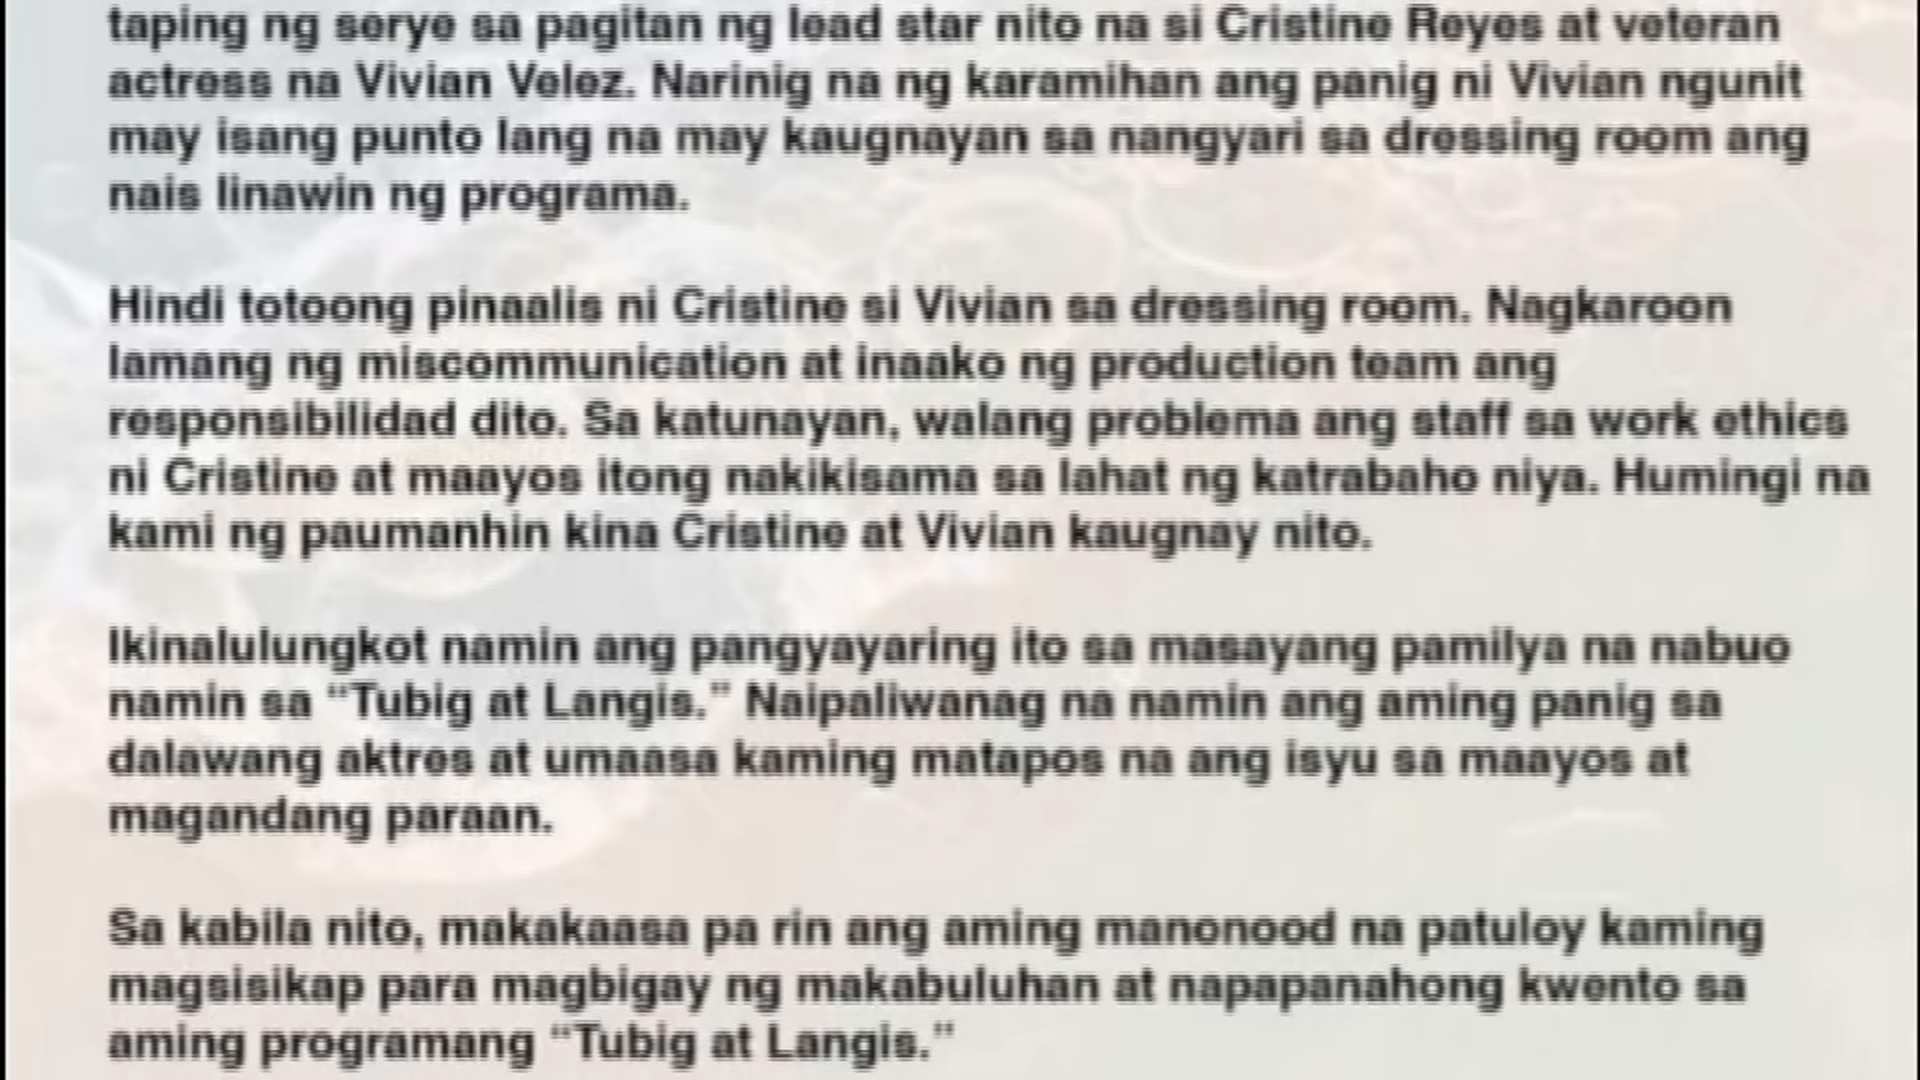 taping ng serye sa pagitan ng lead star nito na si Cristine Reyes at veteran
actress na Vivian Velez. Narinig na ng karamihan ang panig ni Vivian ngunit
may isang punto lang na may kaugnayan sa nangyari sa dressing room ang
nais linawin ng programa.
Hindi totoong pinaalis ni Cristine si Vivian sa dressing room. Nagkaroon
lamang ng miscommunication at inaako ng production team ang
responsibilidad dito. Sa katunayan, walang problema ang staff sa work ethics
ni Cristine at maayos itong nakikisama sa lahat ng katrabaho niya. Humingi na
kami ng paumanhin kina Cristine at Vivian kaugnay nito.
Ikinalulungkot namin ang pangyayaring ito sa masayang pamilya na nabuo
namin sa “Tubig at Langis.” Naipaliwanag na namin ang aming panig sa
dalawang aktres at umaasa kaming matapos na ang isyu sa maayos at
magandang paraan.
Sa kabila nito, makakaasa pa rin ang aming manonood na patuloy kaming
magsisikap para magbigay ng makabuluhan at napapanahong kwento sa
aming programang “Tubig at Langis.”